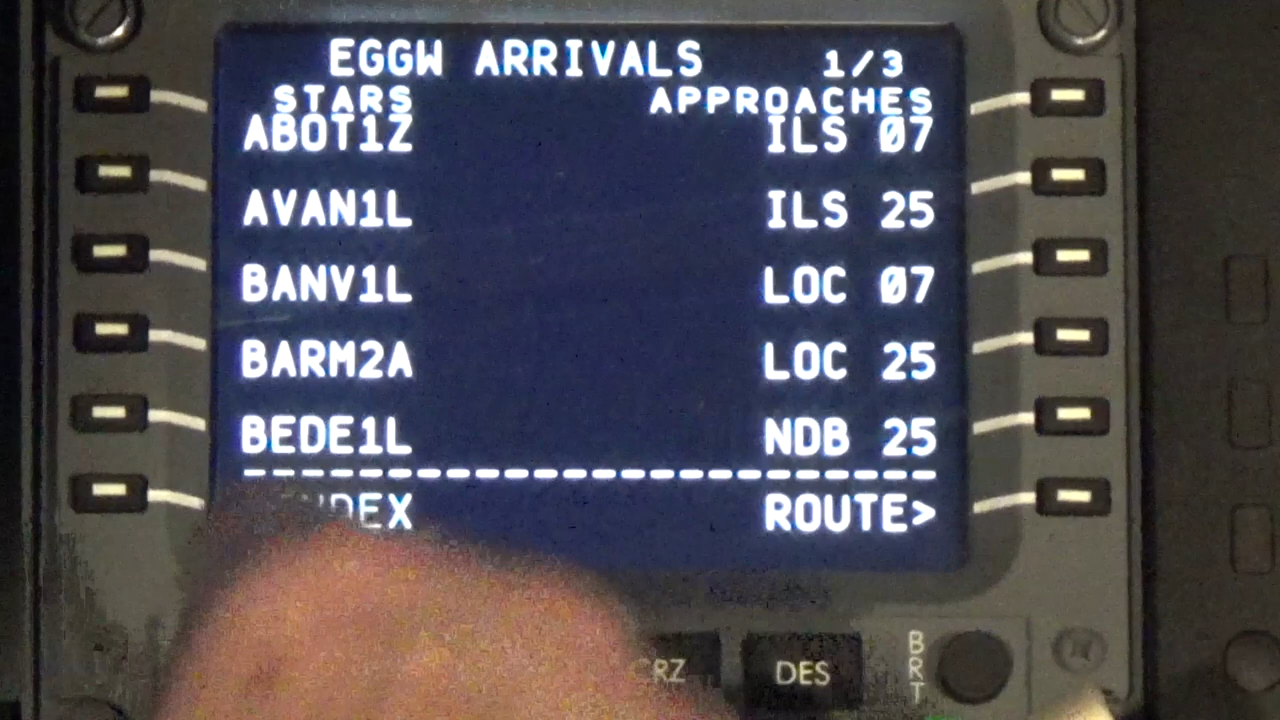 EGGW ARRIVALS 1/3
STARS APPROACHES
ABOT1Z ILS 07
AVAN1L ILS 25
BANV1L LOC 07
BARM2A LOC 25
BEDE1L NDB 25
ROUTE>
DES
BRT